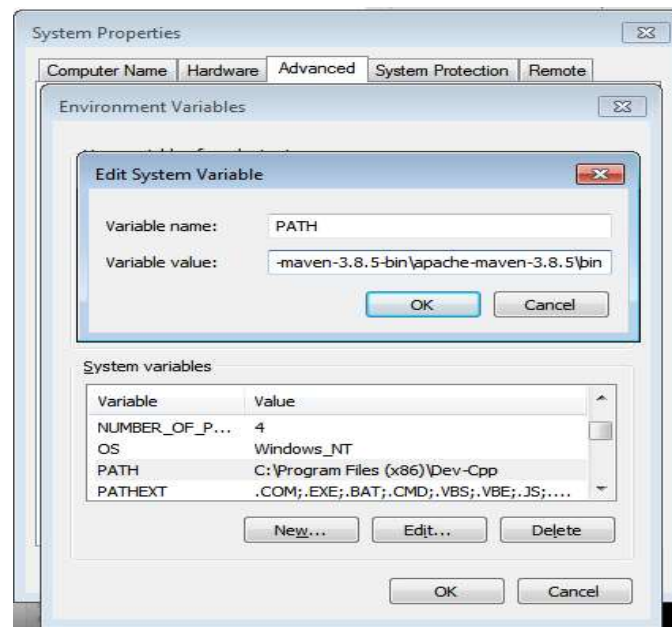 System Properties
Computer Name Hardware Advanced System Protection Remote
Environment Variables
Edit System Variable
Variable name: PATH
Variable value: -maven-3.8.5-bin\apache-maven-3.8.5\bin
OK Cancel
System variables
Variable Value
NUMBER_OF_P... 4
OS Windows_NT
PATH C:\Program Files (x86)\Dev-Cpp
PATHEXT .COM;.EXE;.BAT;.CMD;.VBS;.VBE;.JS;....
New... Edit... Delete
OK Cancel